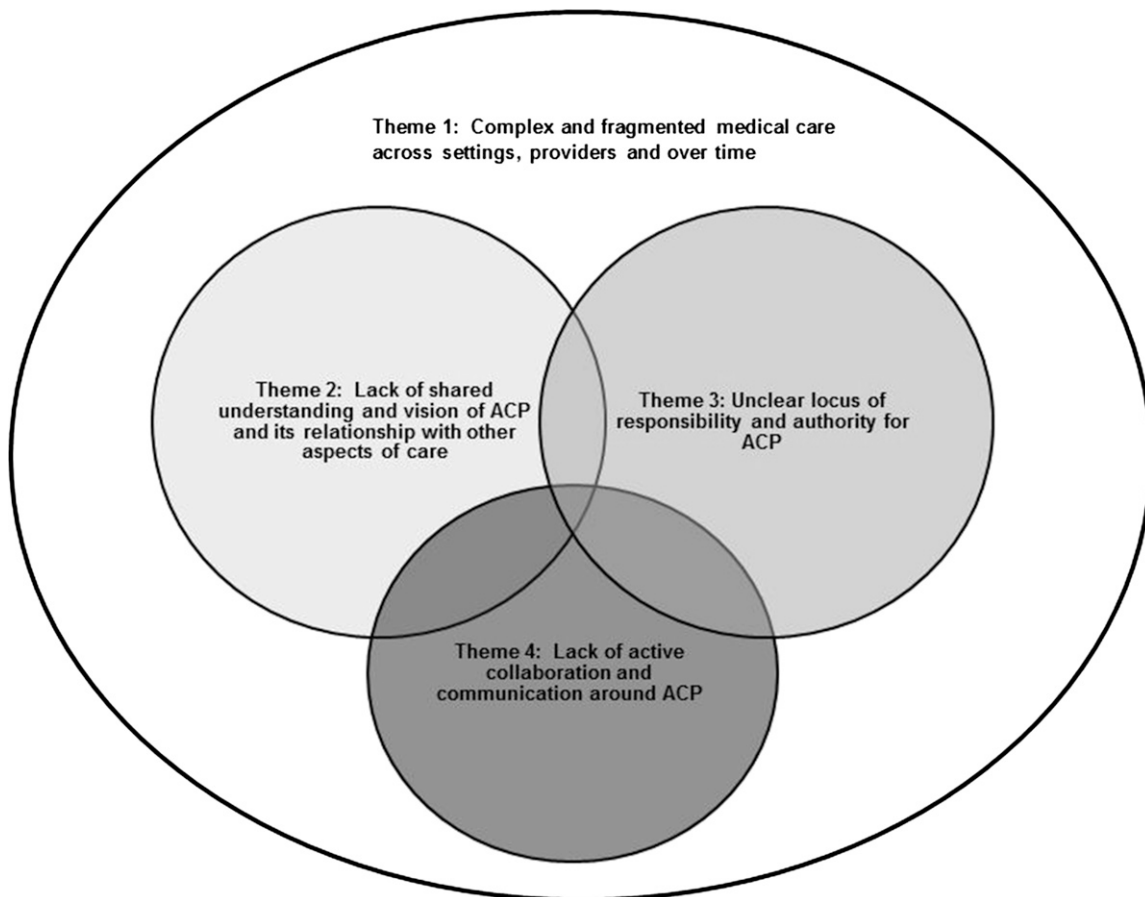 Theme 1: Complex and fragmented medical care
across settings, providers and over time
Theme 2: Lack of shared
understanding and vision of ACP
and its relationship with other
aspects of care
Theme 3: Unclear locus of
responsibility and authority for
ACP
Theme 4: Lack of active
collaboration and
communication around ACP